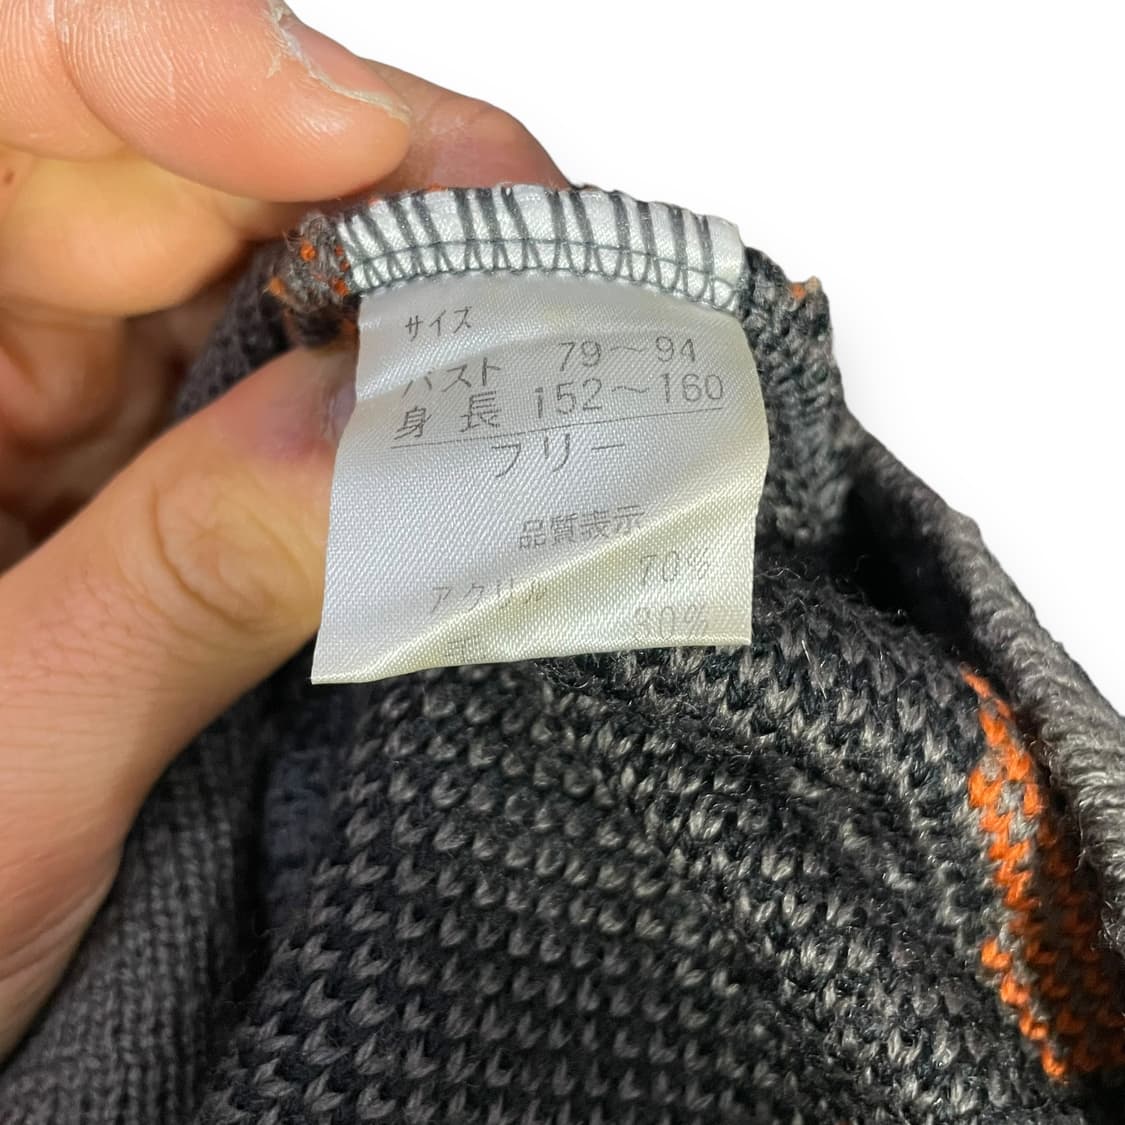 サイズ
バスト 79〜94
身長 152〜160
フリー
品質表示
アクリル 70%
30%